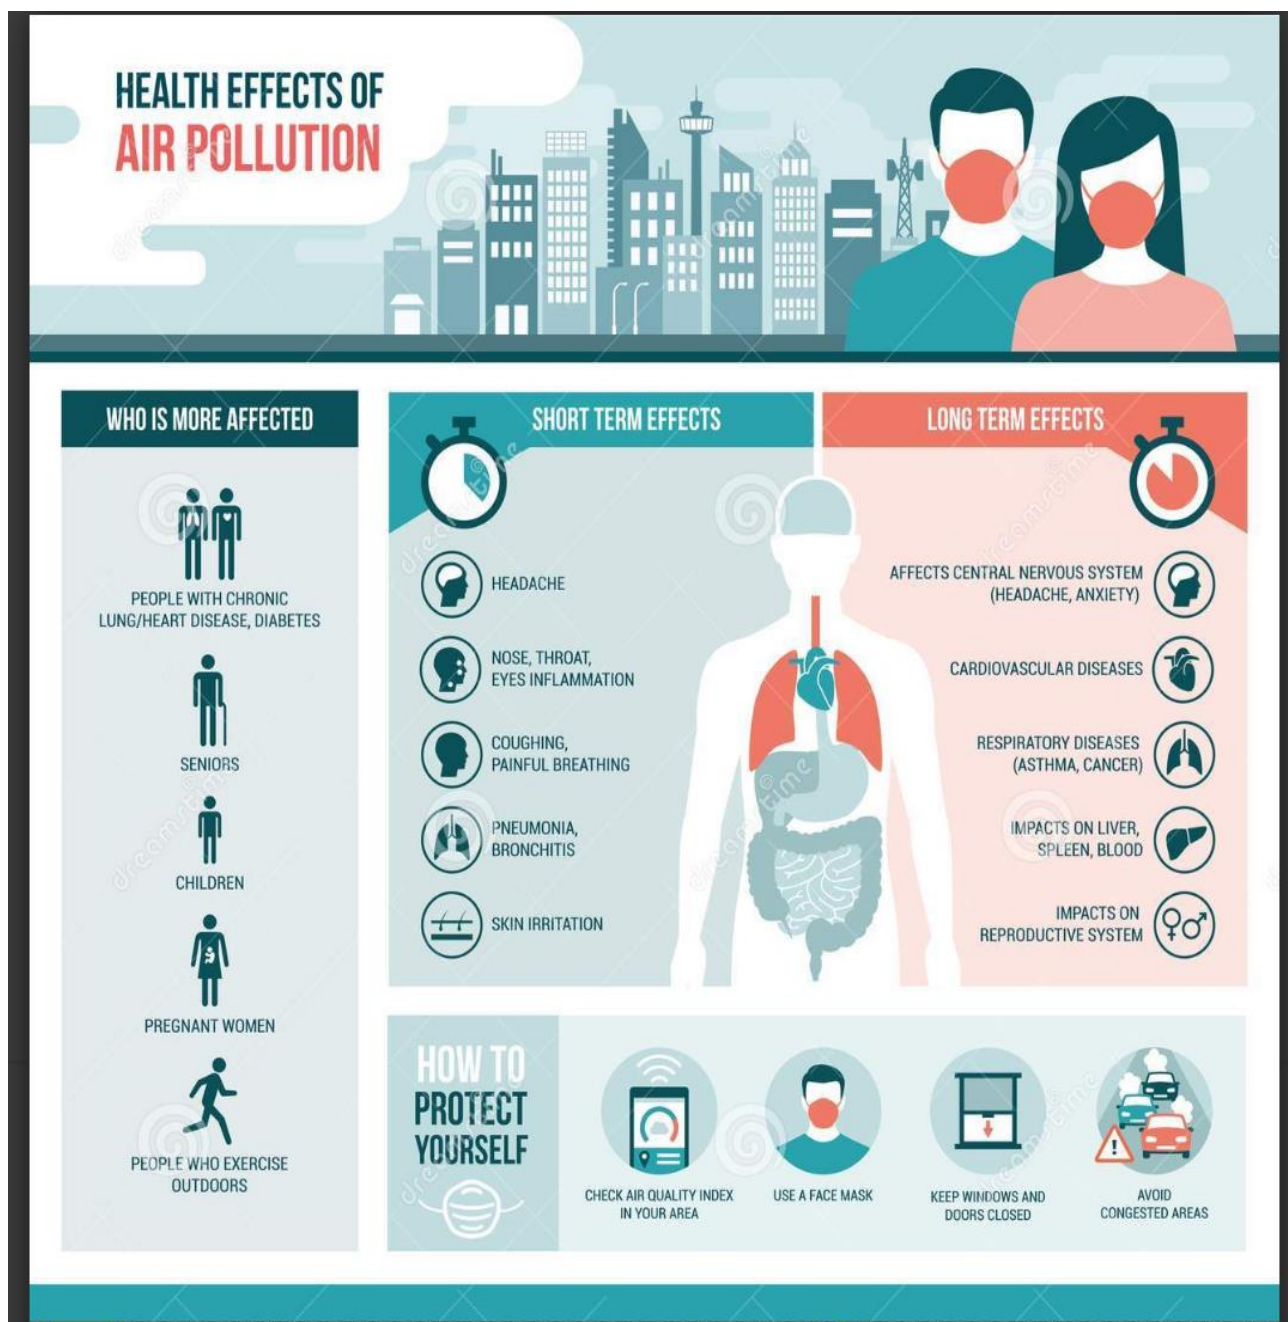 HEALTH EFFECTS OF
AIR POLLUTION
WHO IS MORE AFFECTED
PEOPLE WITH CHRONIC
LUNG/HEART DISEASE, DIABETES
SENIORS
CHILDREN
PREGNANT WOMEN
PEOPLE WHO EXERCISE
OUTDOORS
SHORT TERM EFFECTS
HEADACHE
NOSE, THROAT,
EYES INFLAMMATION
COUGHING,
PAINFUL BREATHING
PNEUMONIA,
BRONCHITIS
SKIN IRRITATION
LONG TERM EFFECTS
AFFECTS CENTRAL NERVOUS SYSTEM
(HEADACHE, ANXIETY)
CARDIOVASCULAR DISEASES
RESPIRATORY DISEASES
(ASTHMA, CANCER)
IMPACTS ON LIVER,
SPLEEN, BLOOD
IMPACTS ON
REPRODUCTIVE SYSTEM
HOW TO
PROTECT
YOURSELF
CHECK AIR QUALITY INDEX
IN YOUR AREA
USE A FACE MASK
KEEP WINDOWS AND
DOORS CLOSED
!
AVOID
CONGESTED AREAS
dreamstime